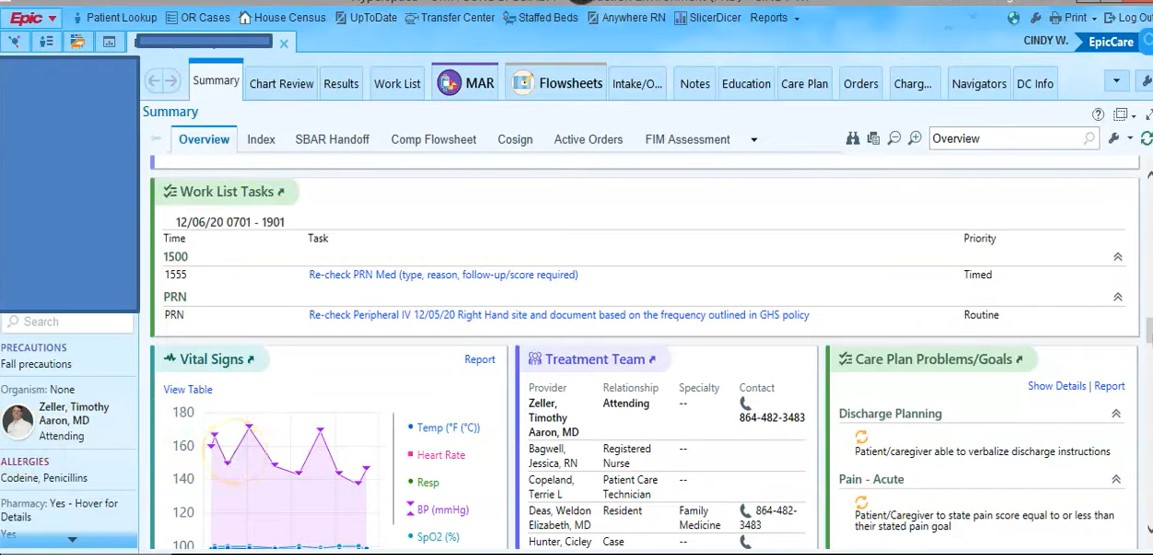 Epic
Patient Lookup OR Cases House Census UpToDate Transfer Center Staffed Beds Anywhere RN SlicerDicer Reports Print Log Out
CINDY W. EpicCare
Summary Chart Review Results Work List MAR Flowsheets Intake/O... Notes Education Care Plan Orders Charg... Navigators DC Info
Summary
Overview Index SBAR Handoff Comp Flowsheet Cosign Active Orders FIM Assessment Overview
Work List Tasks
12/06/20 0701 - 1901
Time Task Priority
1500
1555 Re-check PRN Med (type, reason, follow-up/score required) Timed
PRN
PRN Re-check Peripheral IV 12/05/20 Right Hand site and document based on the frequency outlined in GHS policy Routine
Search
PRECAUTIONS
Fall precautions
Organism: None
Zeller, Timothy
Aaron, MD
Attending
ALLERGIES
Codeine, Penicillins
Pharmacy: Yes - Hover for
Details
Yes
Vital Signs Report
View Table
180
160
140
120
100
Temp (°F (°C))
Heart Rate
Resp
BP (mmHg)
SpO2 (%)
Treatment Team
Provider Relationship Specialty Contact
Zeller, Attending --
Timothy 864-482-3483
Aaron, MD
Bagwell, Registered --
Jessica, RN Nurse
Copeland, Patient Care --
Terrie L Technician
Deas, Weldon Resident Family 864-482-
Elizabeth, MD Medicine 3483
Hunter, Cicley Case --
Care Plan Problems/Goals
Show Details | Report
Discharge Planning
Patient/caregiver able to verbalize discharge instructions
Pain - Acute
Patient/Caregiver to state pain score equal to or less than
their stated pain goal